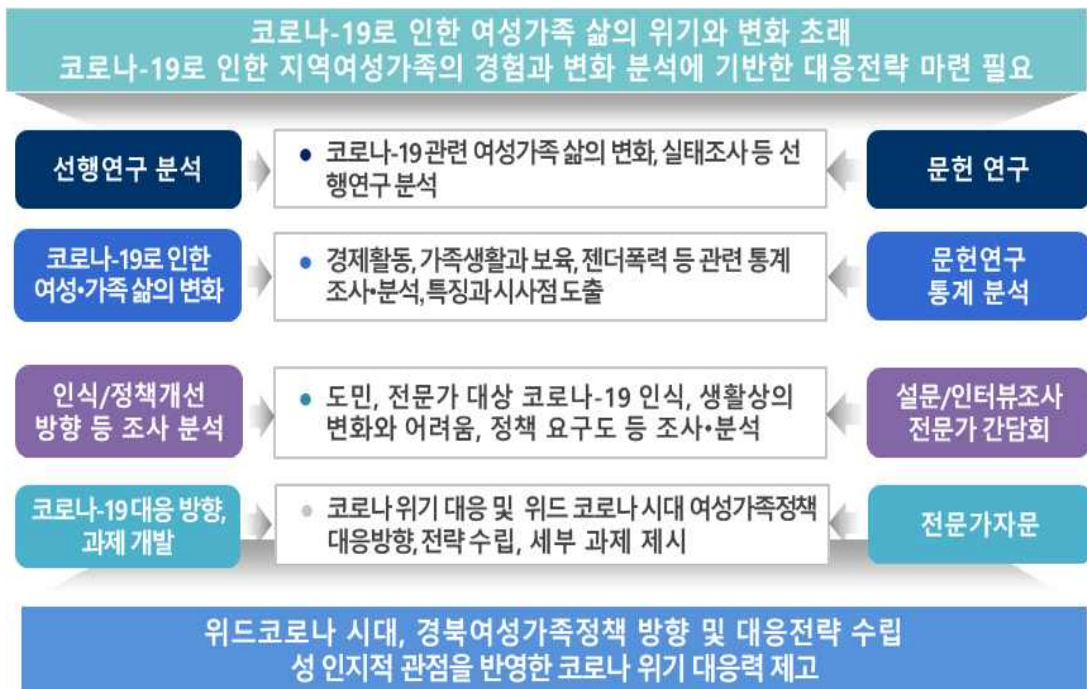 코로나-19로 인한 여성가족 삶의 위기와 변화 초래
코로나-19로 인한 지역여성가족의 경험과 변화 분석에 기반한 대응전략 마련 필요
선행연구 분석
• 코로나-19 관련 여성가족 삶의 변화, 실태조사 등 선
행연구 분석
문헌 연구
코로나-19로 인한
여성•가족 삶의 변화
• 경제활동, 가족생활과 보육, 젠더폭력 등 관련 통계
조사•분석, 특징과 시사점 도출
문헌연구
통계 분석
인식/정책개선
방향 등 조사 분석
• 도민, 전문가 대상 코로나-19 인식, 생활상의
변화와 어려움, 정책 요구도 등 조사•분석
설문/인터뷰조사
전문가 간담회
코로나-19 대응 방향,
과제 개발
• 코로나 위기 대응 및 위드 코로나 시대 여성가족정책
대응방향, 전략 수립, 세부 과제 제시
전문가자문
위드코로나 시대, 경북여성가족정책 방향 및 대응전략 수립
성 인지적 관점을 반영한 코로나 위기 대응력 제고